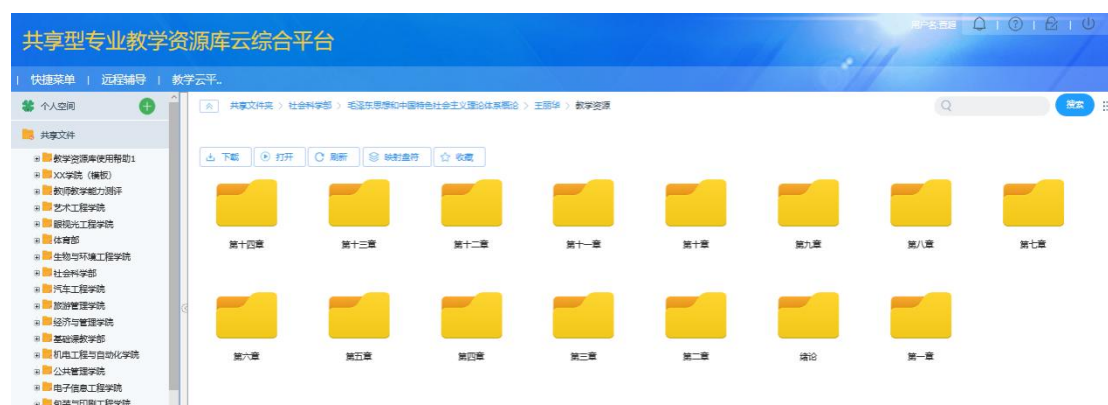 共享型专业教学资源库云综合平台
快捷菜单 | 远程辅导 | 教学云平..
个人空间
共享文件夹 > 社会科学部 > 毛泽东思想和中国特色社会主义理论体系概论 > 王丽华 > 教学资源
搜索
共享文件
下载 打开 刷新 映射盘符 收藏
教学资源库使用帮助1
XX学院（模板）
教师教学能力测评
艺术工程学院
眼视光工程学院
体育部
生物与环境工程学院
社会科学部
汽车工程学院
旅游管理学院
经济与管理学院
基础课教学部
机电工程与自动化学院
公共管理学院
电子信息工程学院
包装与印刷工程学院
第十四章 第十三章 第十二章 第十一章 第十章 第九章 第八章 第七章
第六章 第五章 第四章 第三章 第二章 绪论 第一章